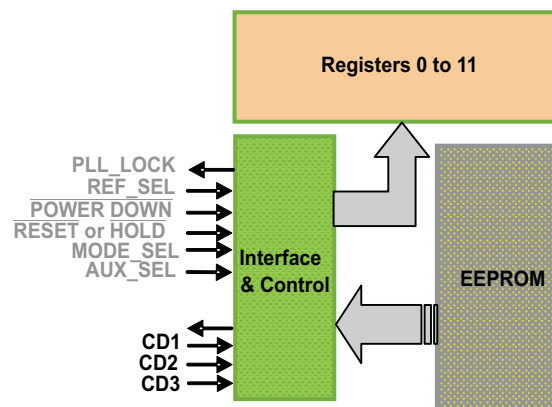 Registers 0 to 11
PLL_LOCK
REF_SEL
POWER DOWN
RESET or HOLD
MODE_SEL
AUX_SEL
Interface
& Control
EEPROM
CD1
CD2
CD3